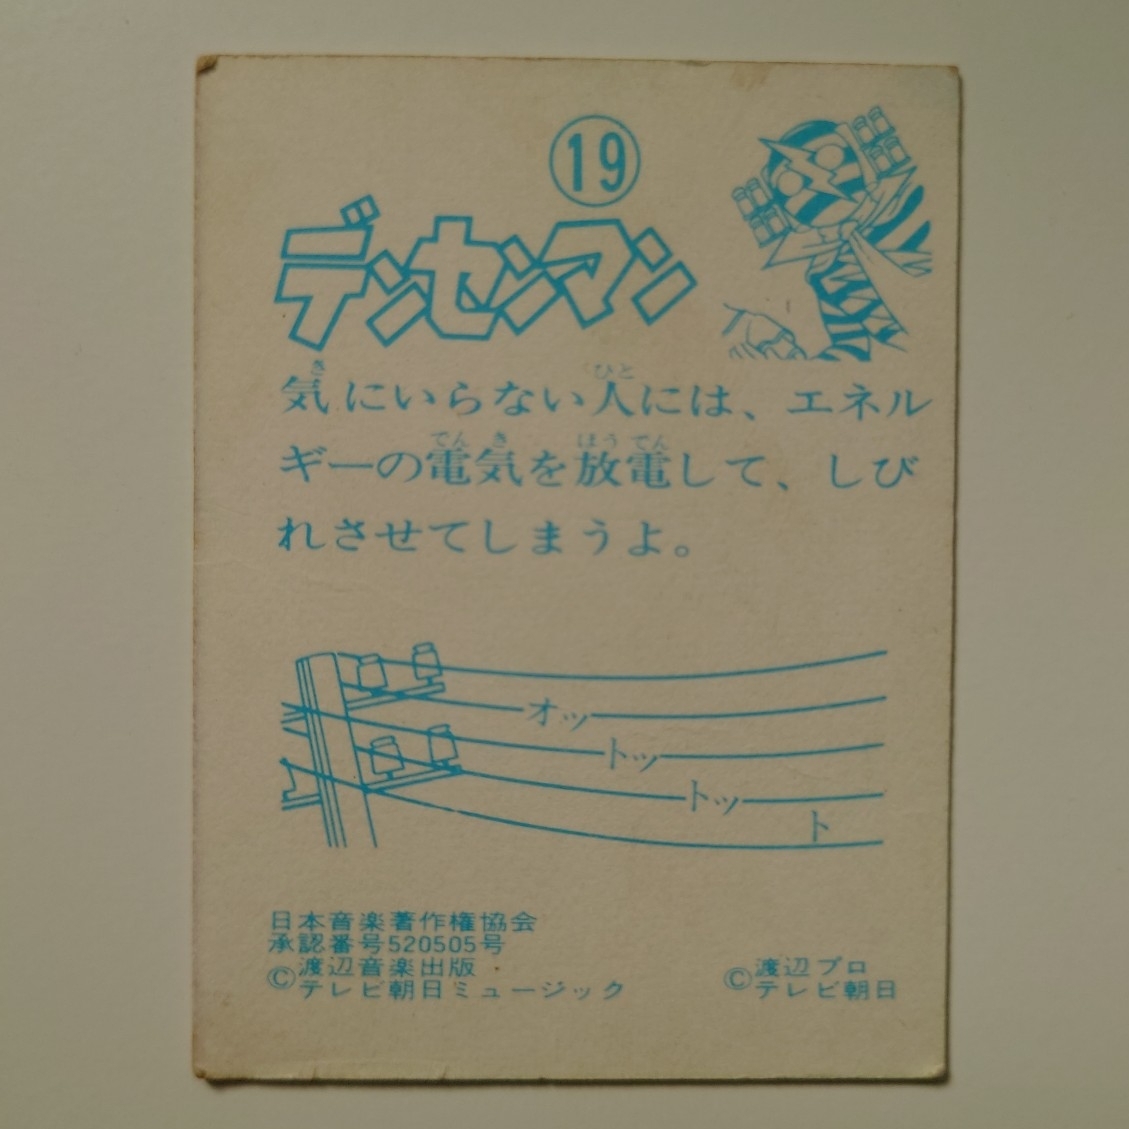 19
デンセンマン
気にいらない人には、エネル
ギーの電気を放電して、しび
れさせてしまうよ。
オッ
トッ
トッ
ト
日本音楽著作権協会
承認番号520505号
©渡辺音楽出版
テレビ朝日ミュージック
©渡辺プロ
テレビ朝日